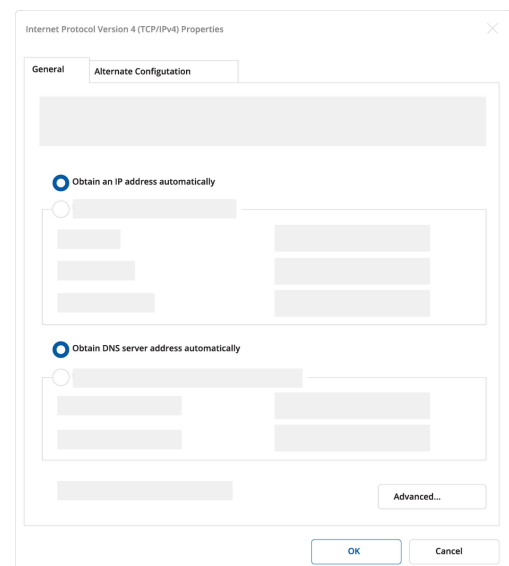 Internet Protocol Version 4 (TCP/IPv4) Properties
General
Alternate Configutation
Obtain an IP address automatically
Obtain DNS server address automatically
Advanced...
OK
Cancel